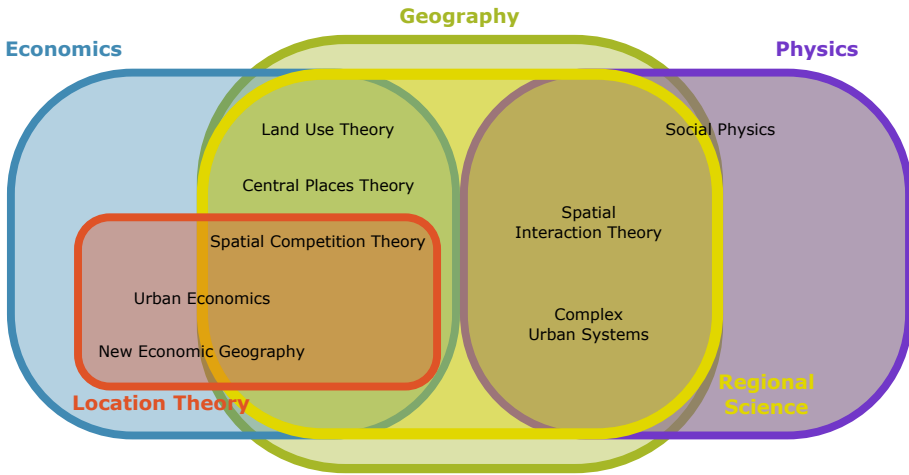 Geography
Economics
Physics
Land Use Theory
Social Physics
Central Places Theory
Spatial Competition Theory
Spatial
Interaction Theory
Urban Economics
Complex
Urban Systems
New Economic Geography
Location Theory
Regional
Science